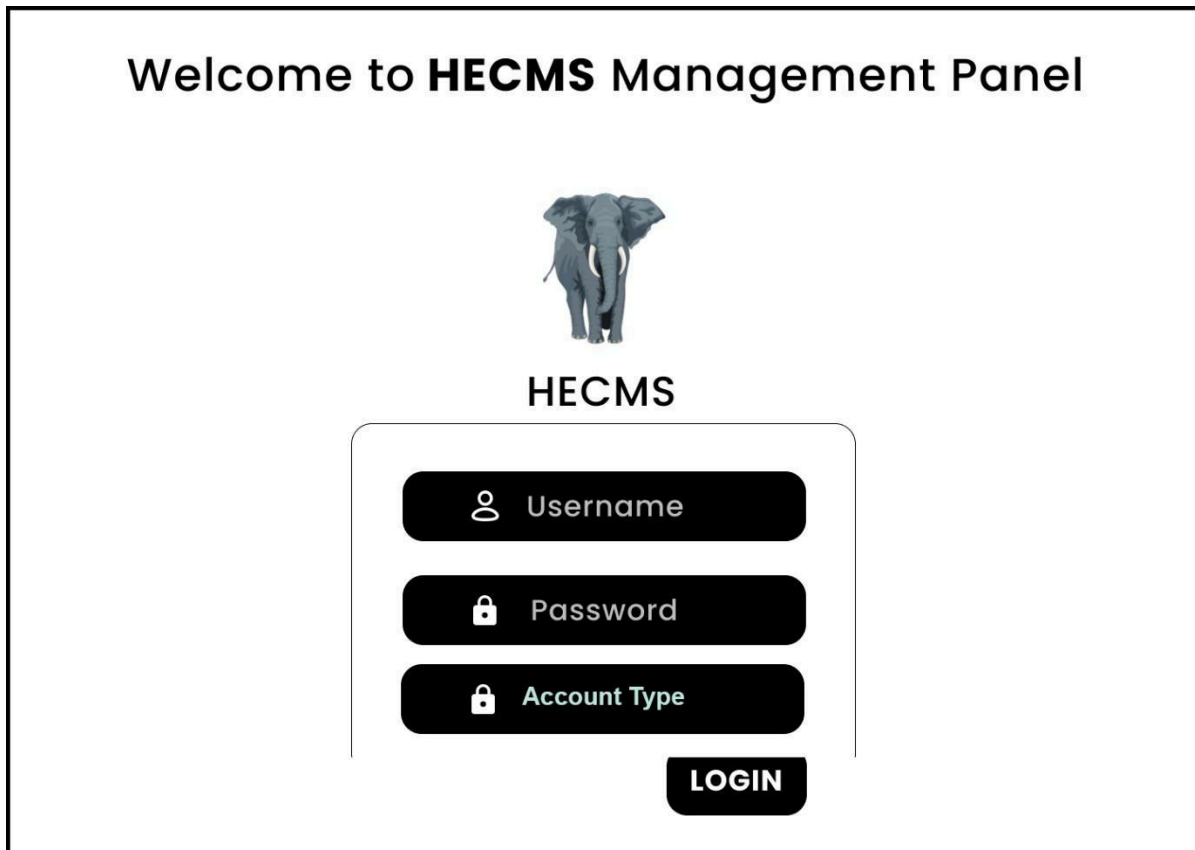 Welcome to HECMS Management Panel
HECMS
Username
Password
Account Type
LOGIN